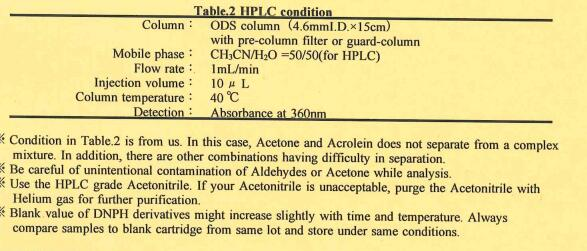 Table.2 HPLC condition
Column : ODS column (4.6mmI.D.×15cm)
with pre-column filter or guard-column
Mobile phase : CH₃CN/H₂O =50/50(for HPLC)
Flow rate : 1mL/min
Injection volume : 10 μ L
Column temperature : 40 ℃
Detection : Absorbance at 360nm
※ Condition in Table.2 is from us. In this case, Acetone and Acrolein does not separate from a complex
mixture. In addition, there are other combinations having difficulty in separation.
※ Be careful of unintentional contamination of Aldehydes or Acetone while analysis.
※ Use the HPLC grade Acetonitrile. If your Acetonitrile is unacceptable, purge the Acetonitrile with
Helium gas for further purification.
※ Blank value of DNPH derivatives might increase slightly with time and temperature. Always
compare samples to blank cartridge from same lot and store under same conditions.